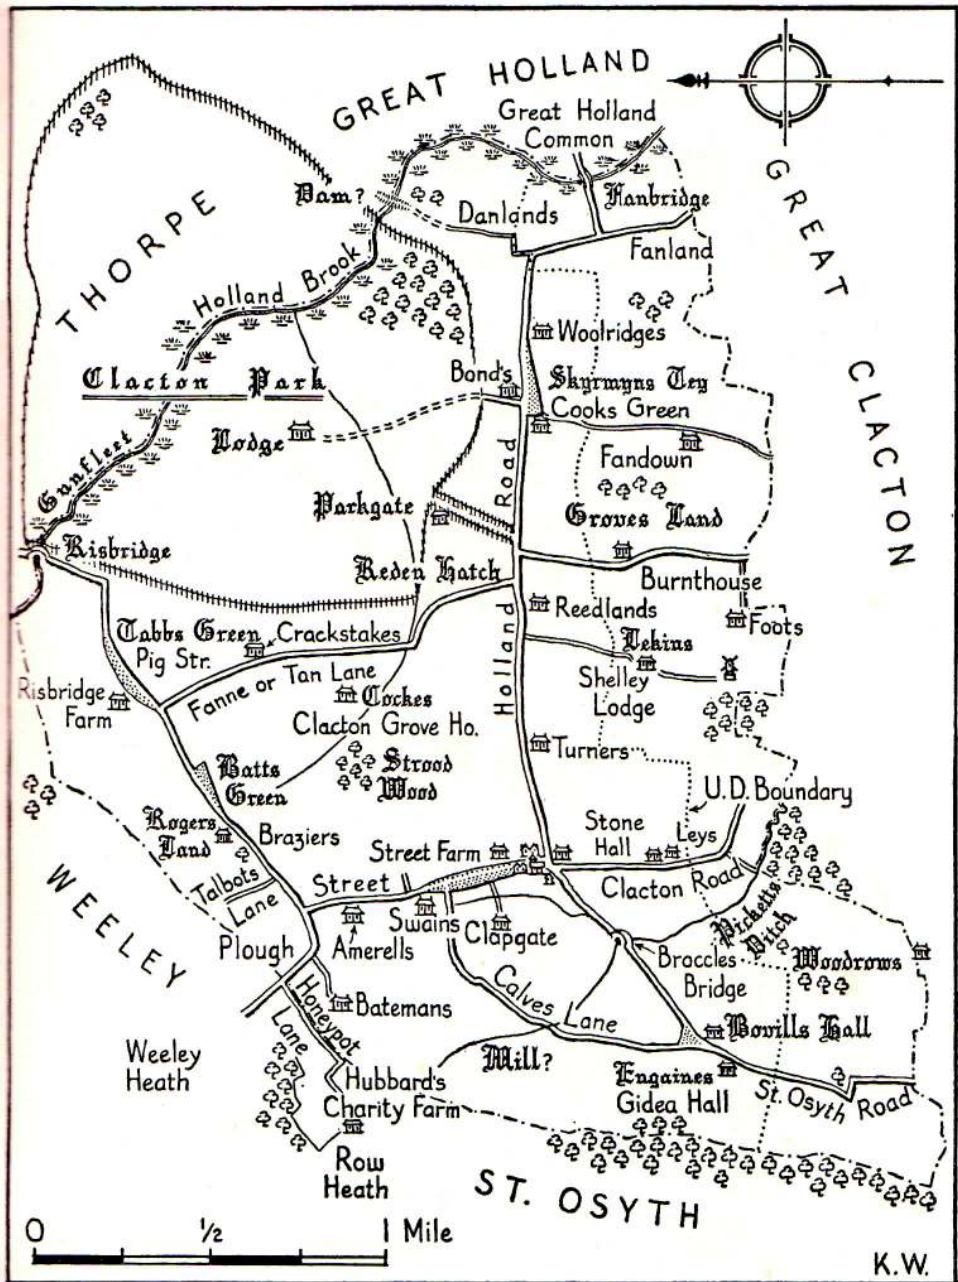 GREAT HOLLAND
Great Holland
Common
GREAT CLACTON
THORPE
Dam?
Danlands
Fanbridge
Fanland
Holland Brook
Woolridges
Clacton Park
Band's
Skyrmyns Tey
Cooks Green
Lodge
Gunfleet
Fandown
Parkgate
Road
Groves Land
Risbridge
Reden Hatch
Burnthouse
Reedlands
Foots
Tabbs Green
Pig Str.
Crackstakes
Lekins
Holland
Shelley
Lodge
Risbridge
Farm
Fanne or Tan Lane
Cockes
Clacton Grove Ho.
Turners
Batts
Green
Strood
Wood
U.D. Boundary
Rogers
Land
Braziers
Street Farm
Stone
Hall
Leys
Talbots
Lane
Street
Clacton Road
WEELEY
Swains
Clapgate
Picketts
Ditch
Plough
Amerells
Broccles
Bridge
Woodrows
Honeypot
Lane
Batemans
Calves Lane
Bovills Hall
Weeley
Heath
Mill?
Hubbard's
Charity Farm
Engaines
Gidea Hall
St. Osyth Road
Row
Heath
ST. OSYTH
0 ½ 1 Mile
K.W.